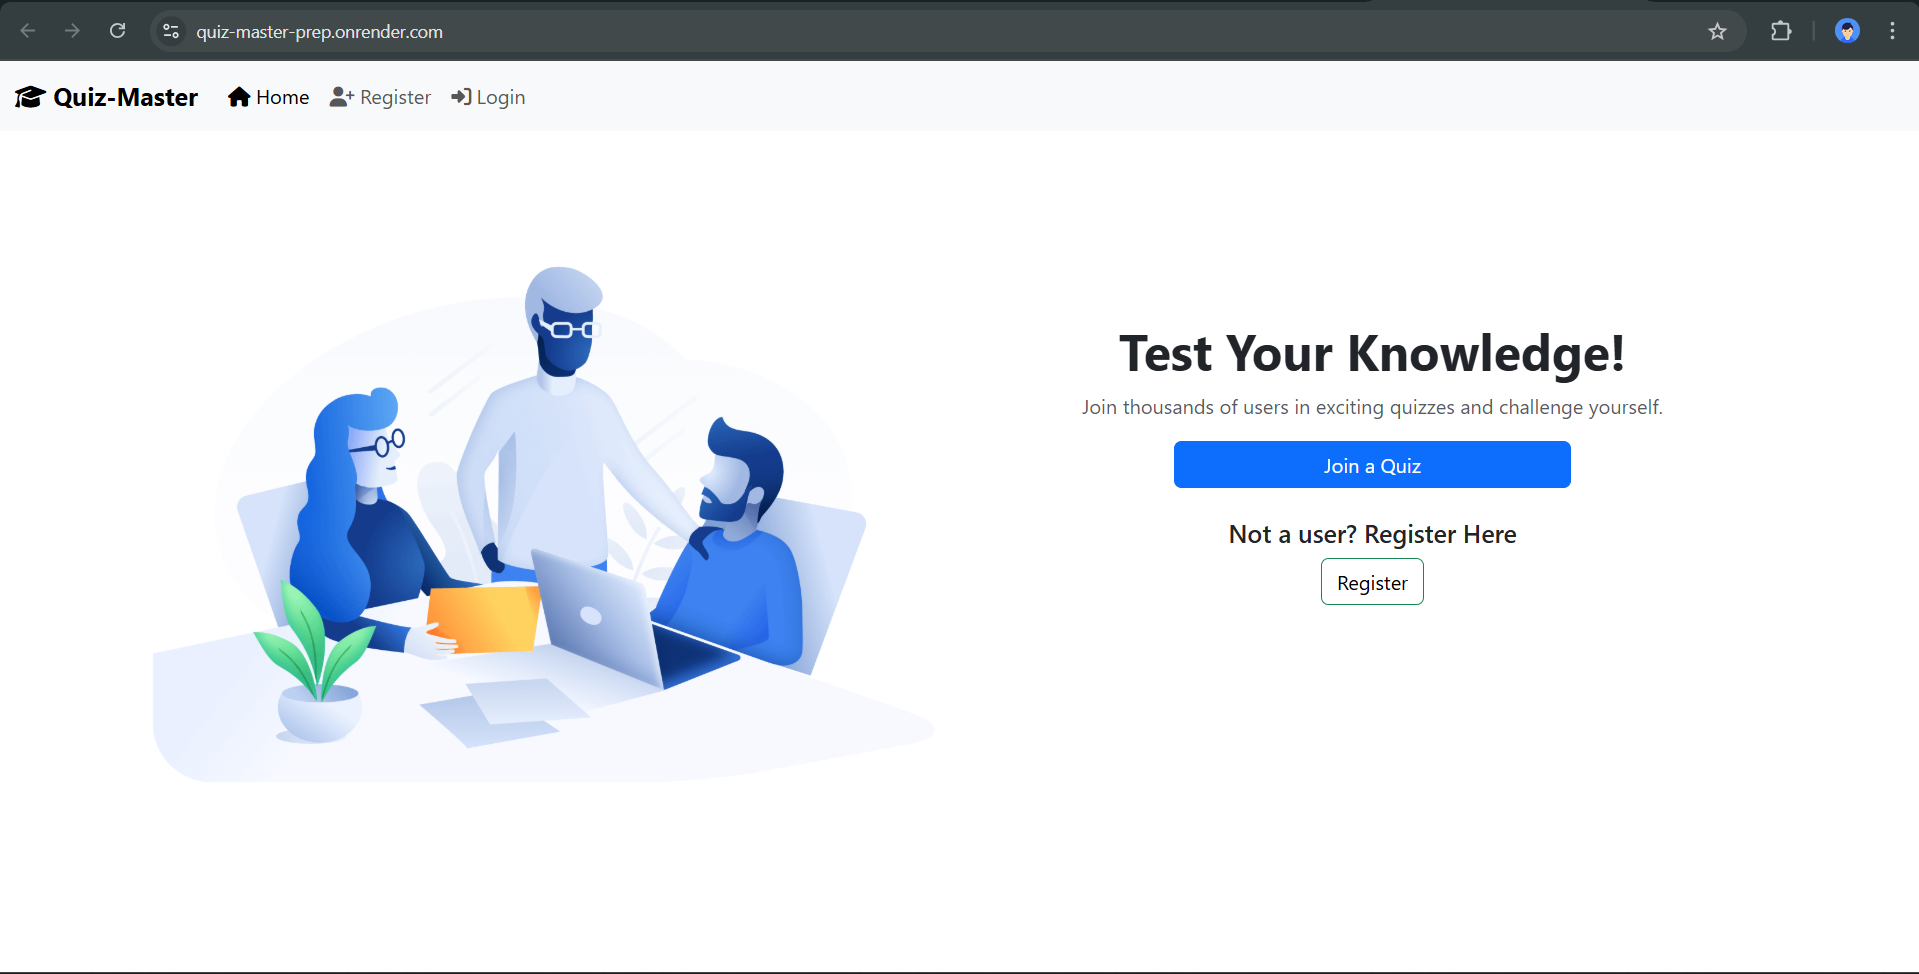 quiz-master-prep.onrender.com
Quiz-Master Home Register Login
Test Your Knowledge!
Join thousands of users in exciting quizzes and challenge yourself.
Join a Quiz
Not a user? Register Here
Register